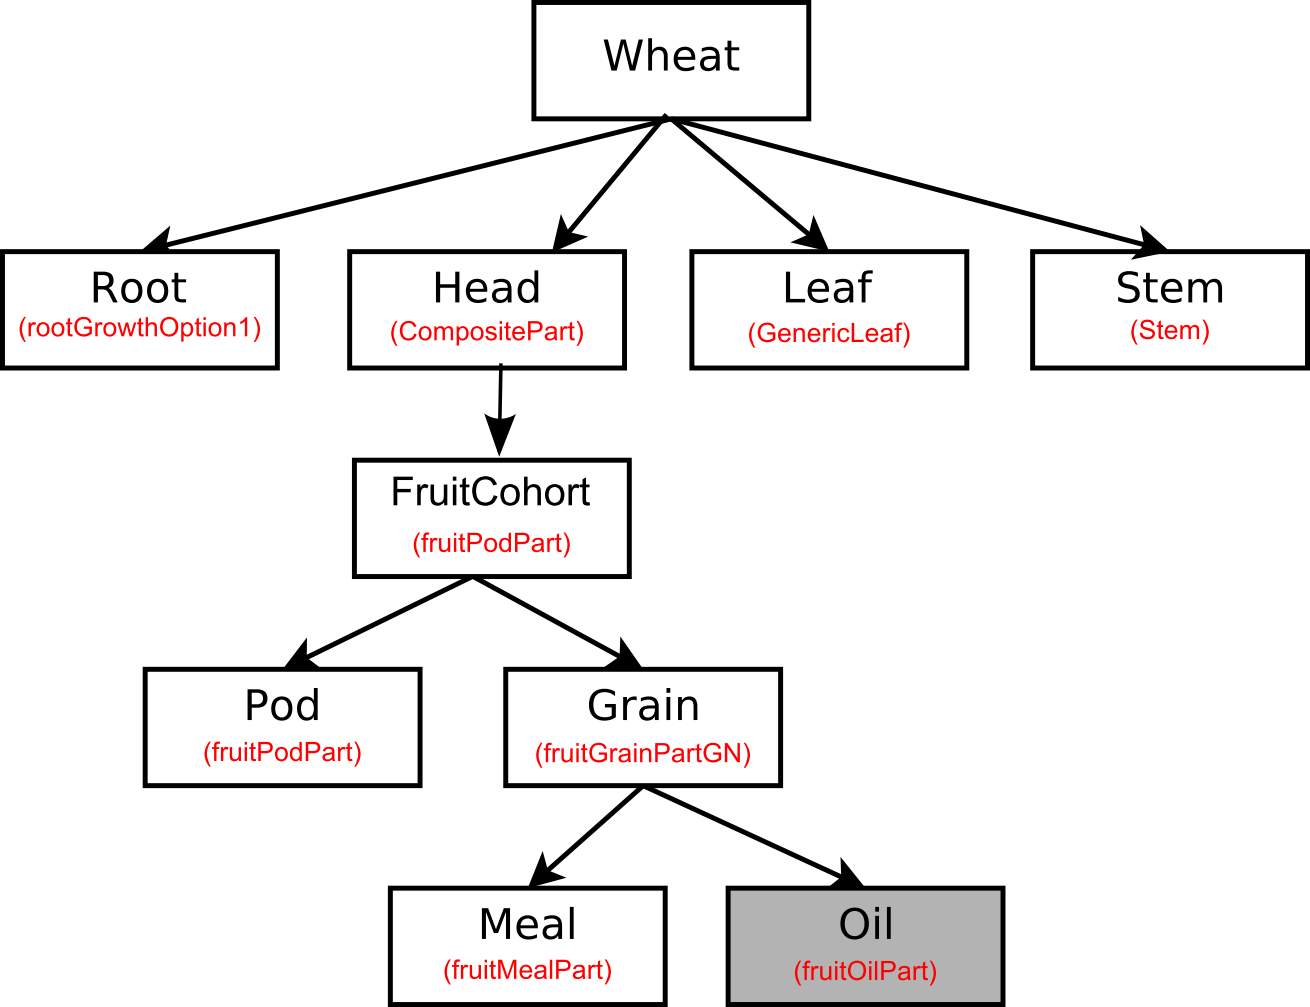 Wheat
Root
(rootGrowthOption1)
Head
(CompositePart)
Leaf
(GenericLeaf)
Stem
(Stem)
FruitCohort
(fruitPodPart)
Pod
(fruitPodPart)
Grain
(fruitGrainPartGN)
Meal
(fruitMealPart)
Oil
(fruitOilPart)